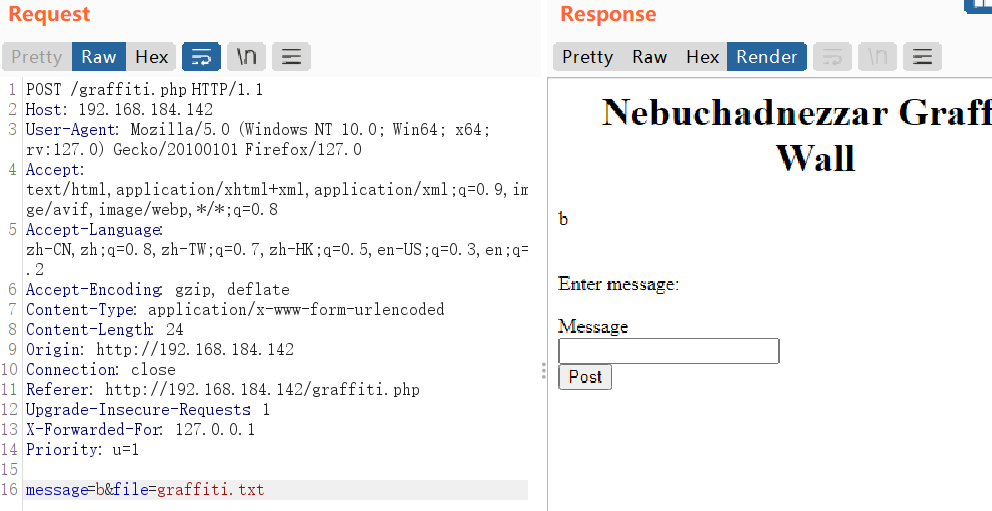 Request
Response
Pretty Raw Hex \n
Pretty Raw Hex Render \n
1 POST /graffiti.php HTTP/1.1
2 Host: 192.168.184.142
3 User-Agent: Mozilla/5.0 (Windows NT 10.0; Win64; x64;
rv:127.0) Gecko/20100101 Firefox/127.0
4 Accept:
text/html,application/xhtml+xml,application/xml;q=0.9,im
ge/avif,image/webp,*/*;q=0.8
5 Accept-Language:
zh-CN,zh;q=0.8,zh-TW;q=0.7,zh-HK;q=0.5,en-US;q=0.3,en;q=
.2
6 Accept-Encoding: gzip, deflate
7 Content-Type: application/x-www-form-urlencoded
8 Content-Length: 24
9 Origin: http://192.168.184.142
10 Connection: close
11 Referer: http://192.168.184.142/graffiti.php
12 Upgrade-Insecure-Requests: 1
13 X-Forwarded-For: 127.0.0.1
14 Priority: u=1
15
16 message=b&file=graffiti.txt
Nebuchadnezzar Graff
Wall
b
Enter message:
Message
Post